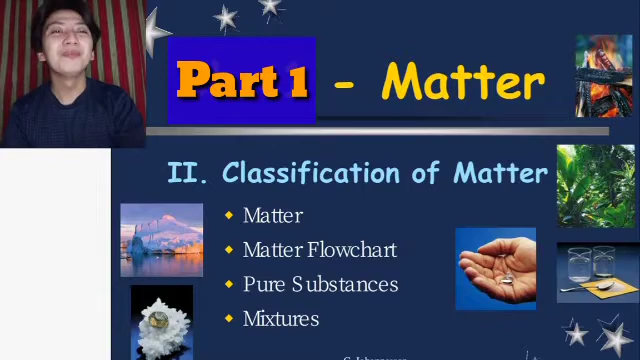 Part 1 - Matter
II. Classification of Matter
Matter
Matter Flowchart
Pure Substances
Mixtures